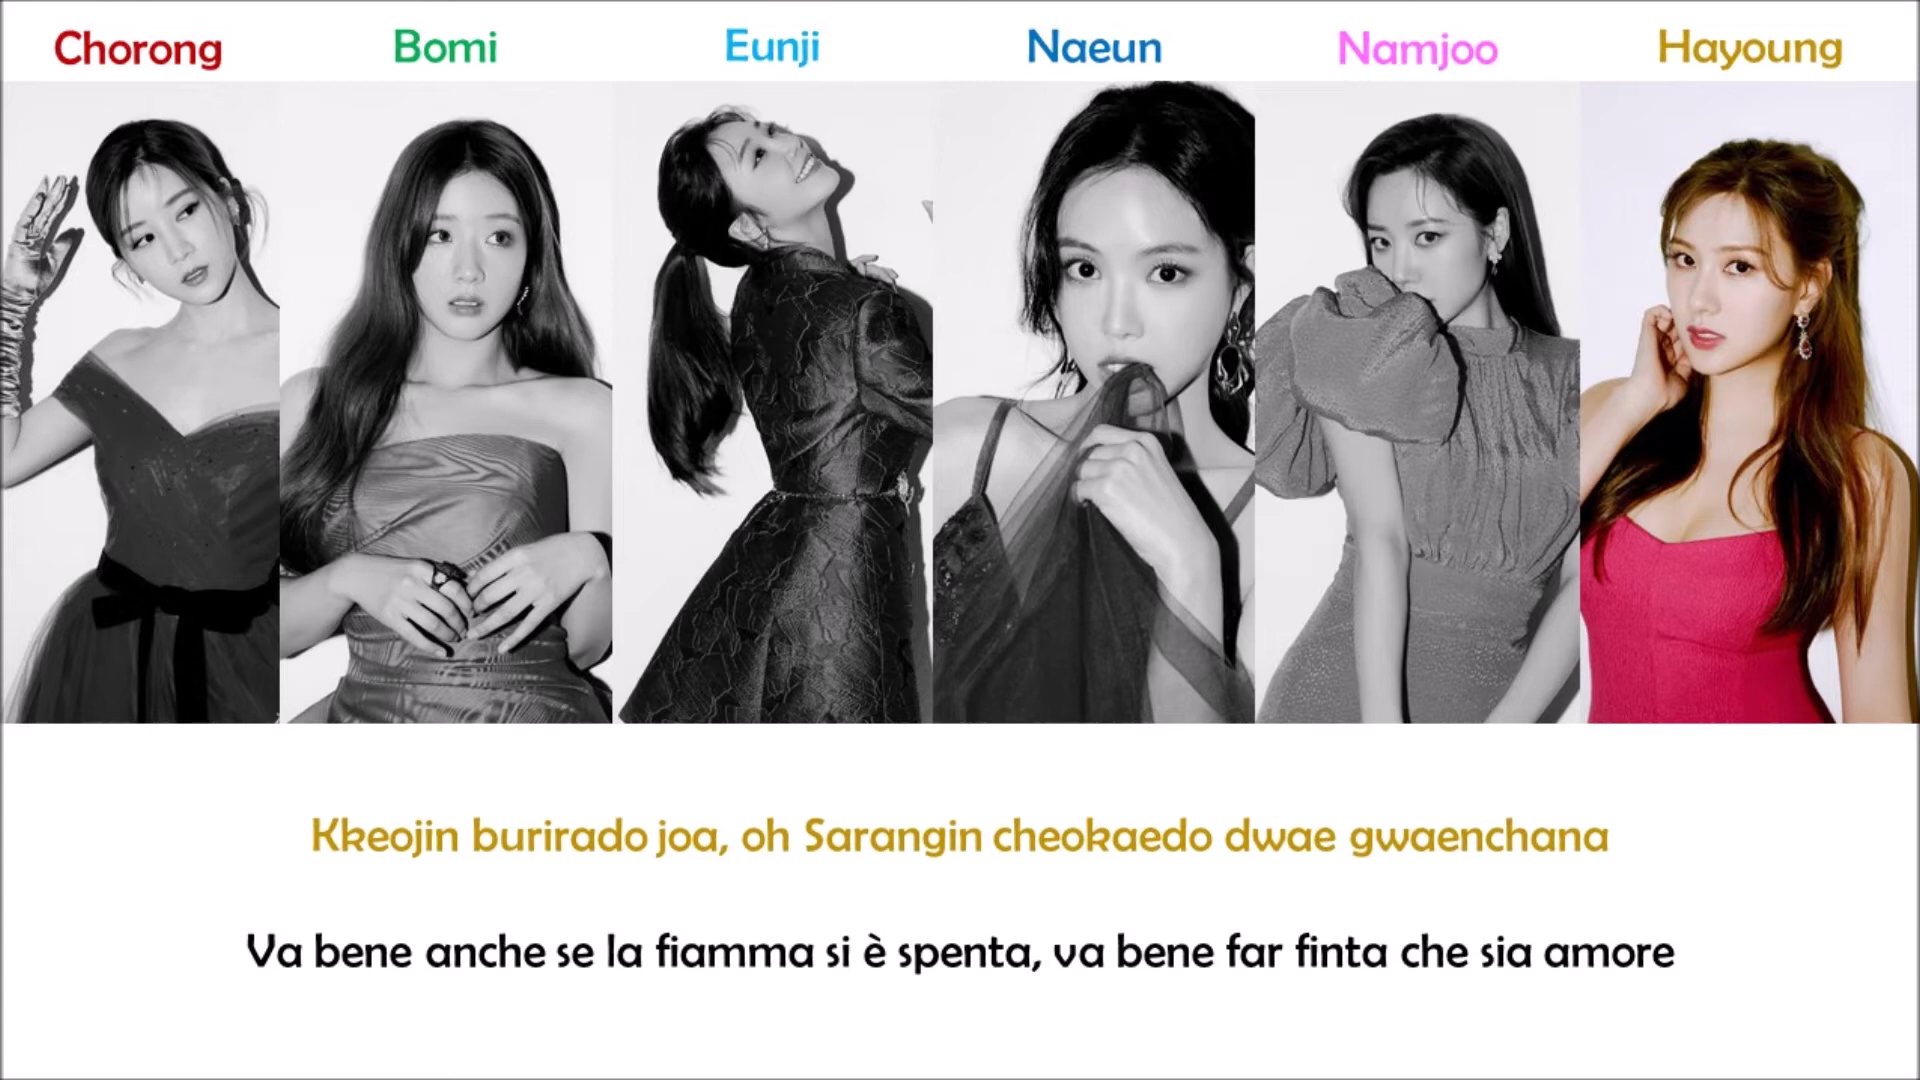 Chorong Bomi Eunji Naeun Namjoo Hayoung
Kkeojin burirado joa, oh Sarangin cheokaedo dwae gwaenchana
Va bene anche se la fiamma si è spenta, va bene far finta che sia amore